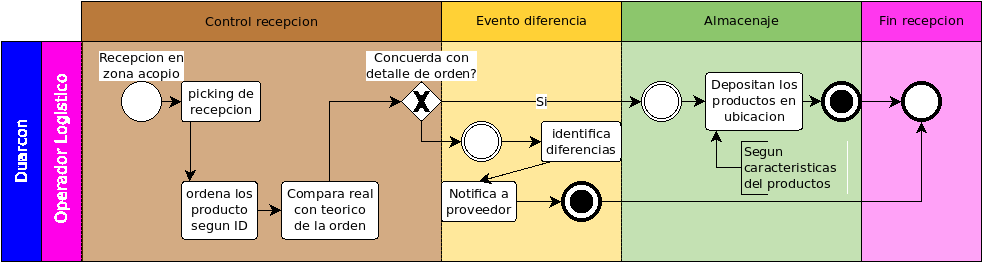 Control recepcion
Evento diferencia
Almacenaje
Fin recepcion
Duarcon
Operador Logistico
Recepcion en
zona acopio
picking de
recepcion
ordena los
producto
segun ID
Compara real
con teorico
de la orden
Concuerda con
detalle de orden?
X
Si
identifica
diferencias
Notifica a
proveedor
Depositan los
productos en
ubicacion
Segun
caracteristicas
del productos